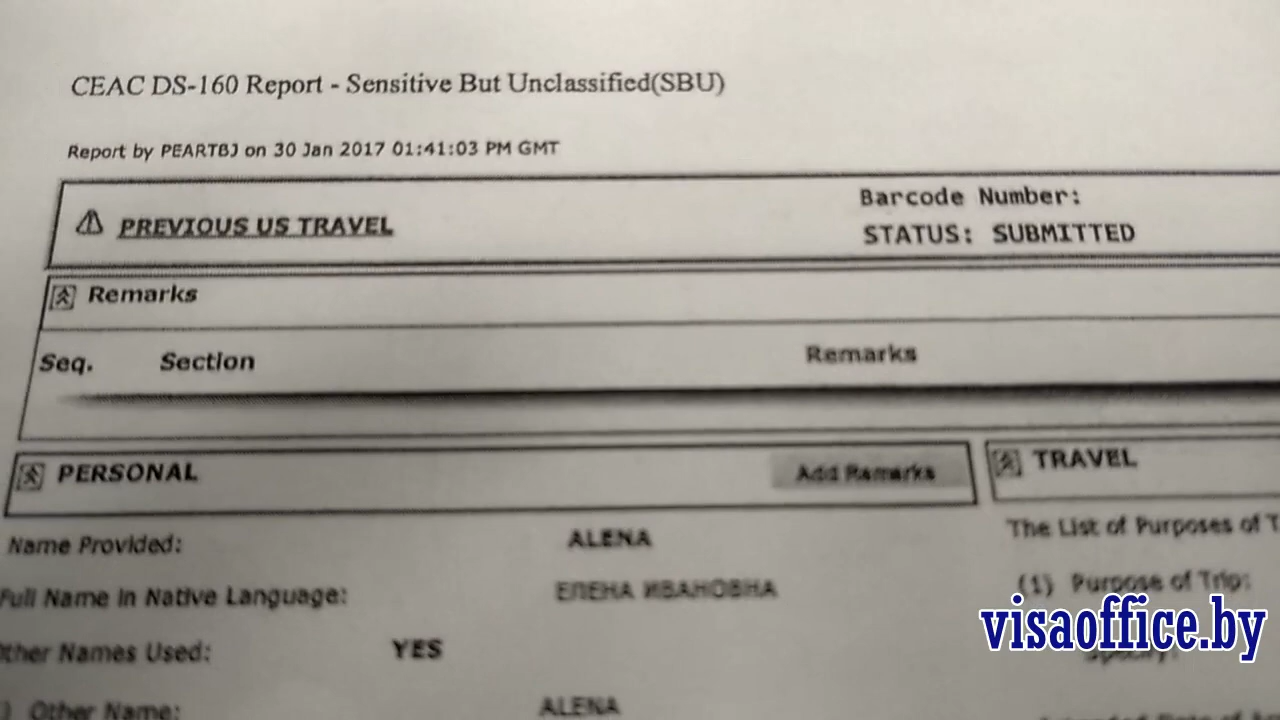 CEAC DS-160 Report - Sensitive But Unclassified(SBU)
Report by PEARTBJ on 30 Jan 2017 01:41:03 PM GMT
PREVIOUS US TRAVEL
Barcode Number:
STATUS: SUBMITTED
Remarks
Seq. Section Remarks
PERSONAL Add Remarks
TRAVEL
Name Provided: ALENA
The List of Purposes of T
Full Name in Native Language: ЕЛЕНА ИВАНОВНА
(1) Purpose of Trip:
Other Names Used: YES
Other Name: ALENA
visaoffice.by